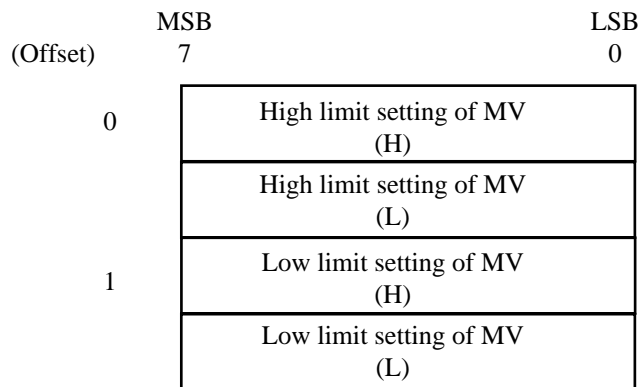 MSB LSB
(Offset) 7 0
0 High limit setting of MV
(H)
High limit setting of MV
(L)
1 Low limit setting of MV
(H)
Low limit setting of MV
(L)